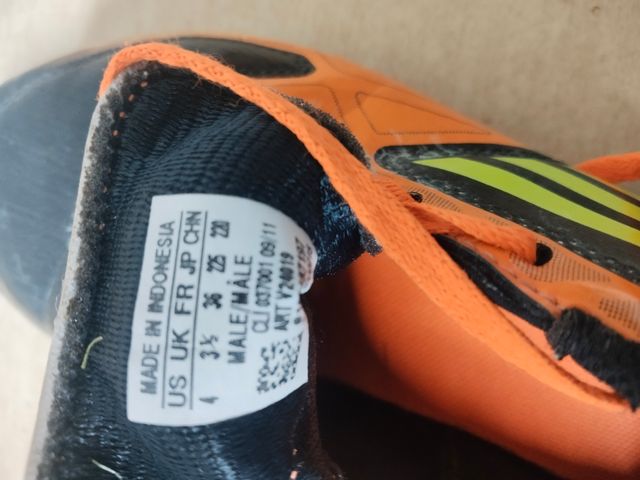 MADE IN INDONESIA
US UK FR JP CHN
4 3½ 36 225 220
MALE/MÂLE
CLI 037001 09/11
ART V24019